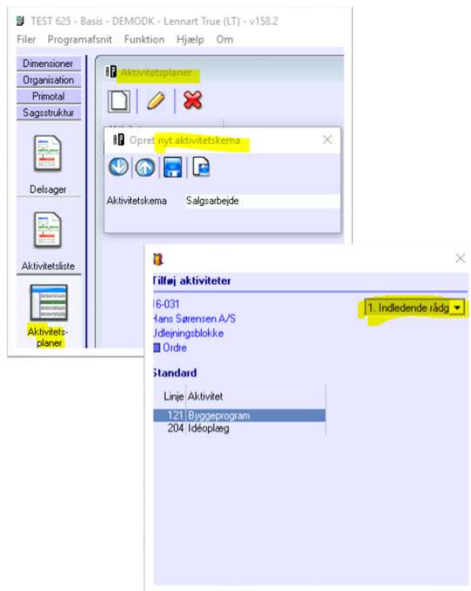 TEST 625 - Basis - DEMODK - Lennart True (LT) - v158.2
Filer Programafsnit Funktion Hjælp Om
Dimensioner
Organisation
Primotal
Sagsstruktur
Delsager
Aktivitetsliste
Aktivitets-
planer
Aktivitetsplaner
Opret nyt aktivitetskema
Aktivitetskema Salgsarbejde
Tilføj aktiviteter
16-031
Hans Sørensen A/S
Udlejningsblokke
Ordre
1. Indledende rådg
Standard
Linje Aktivitet
121 Byggeprogram
204 Idéoplæg